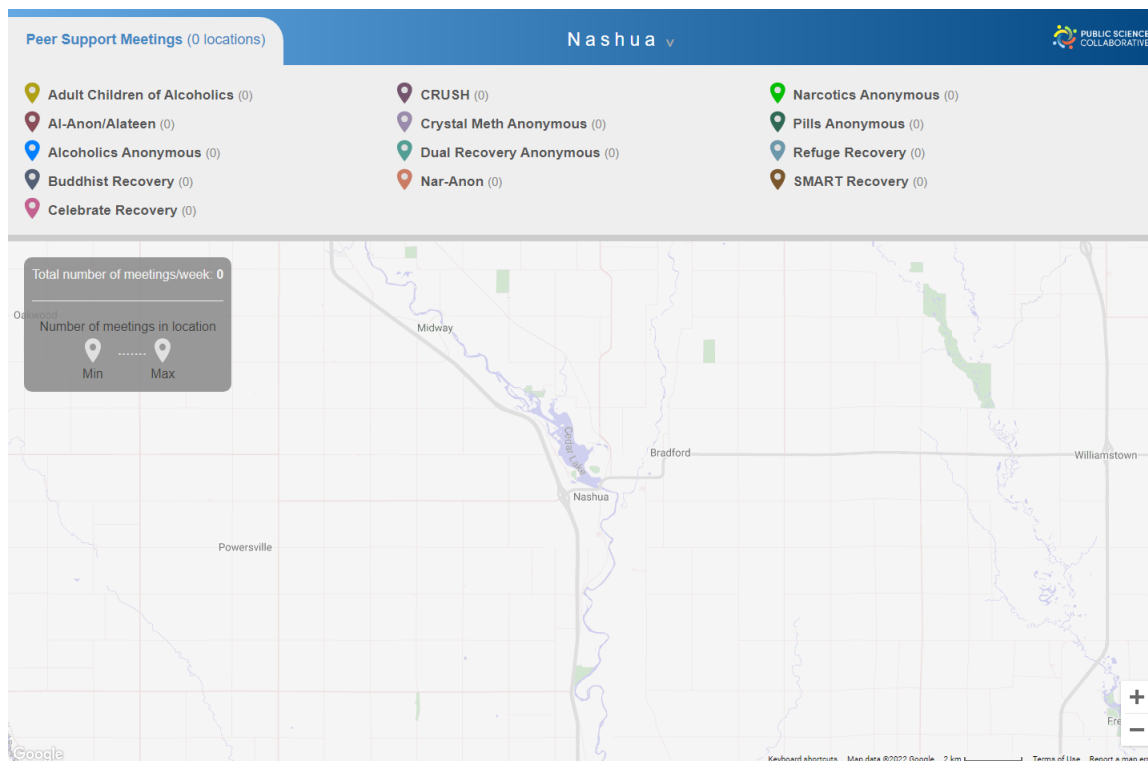 Peer Support Meetings (0 locations)
Nashua v
PUBLIC SCIENCE
COLLABORATIVE
Adult Children of Alcoholics (0)
Al-Anon/Alateen (0)
Alcoholics Anonymous (0)
Buddhist Recovery (0)
Celebrate Recovery (0)
CRUSH (0)
Crystal Meth Anonymous (0)
Dual Recovery Anonymous (0)
Nar-Anon (0)
Narcotics Anonymous (0)
Pills Anonymous (0)
Refuge Recovery (0)
SMART Recovery (0)
Total number of meetings/week: 0
Oakwood
Number of meetings in location
Min ....... Max
Midway
Cedar Lake
Bradford
Williamstown
Nashua
Powersville
Fre
+
−
Google
Keyboard shortcuts Map data ©2022 Google 2 km Terms of Use Report a map er